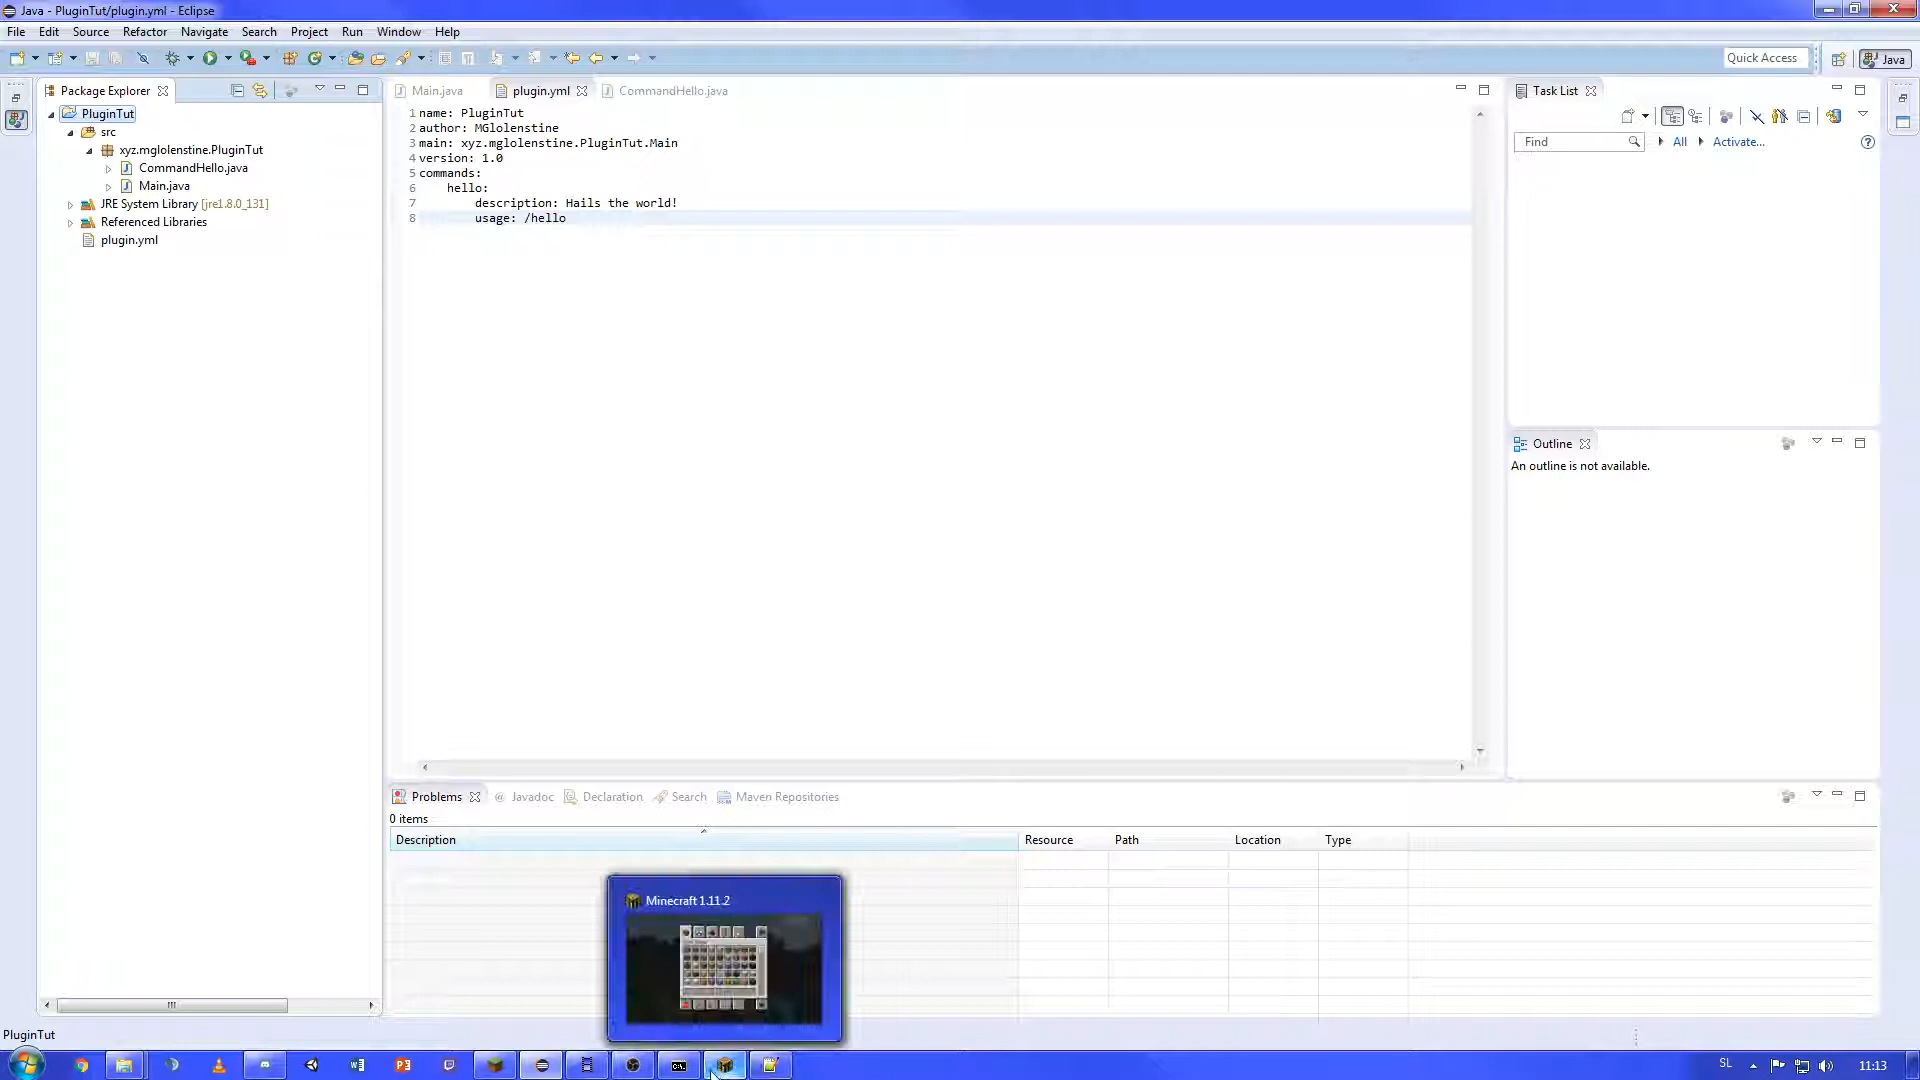 Java - PluginTut/plugin.yml - Eclipse
File Edit Source Refactor Navigate Search Project Run Window Help
Quick Access
Java
Package Explorer
PluginTut
src
xyz.mglolenstine.PluginTut
CommandHello.java
Main.java
JRE System Library [jre1.8.0_131]
Referenced Libraries
plugin.yml
Main.java plugin.yml CommandHello.java
1 name: PluginTut
2 author: MGlolenstine
3 main: xyz.mglolenstine.PluginTut.Main
4 version: 1.0
5 commands:
6 hello:
7 description: Hails the world!
8 usage: /hello
Task List
Find All Activate...
Outline
An outline is not available.
Problems @ Javadoc Declaration Search Maven Repositories
0 items
Description Resource Path Location Type
Minecraft 1.11.2
PluginTut
SL 11:13